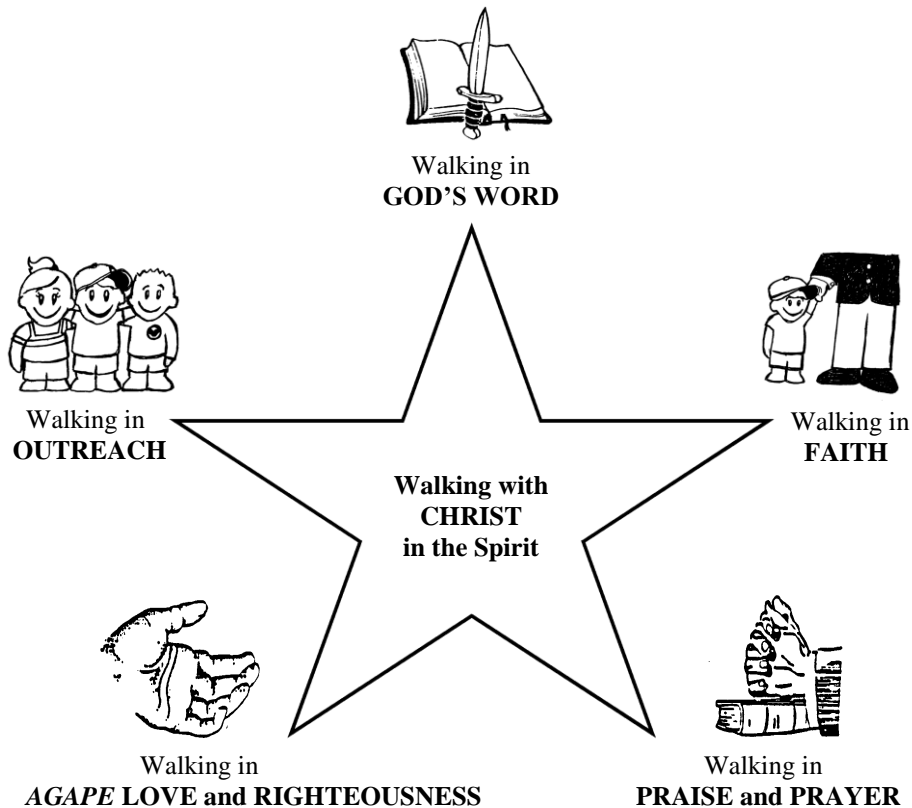 Walking in
GOD'S WORD
Walking in
OUTREACH
Walking in
FAITH
Walking with
CHRIST
in the Spirit
Walking in
AGAPE LOVE and RIGHTEOUSNESS
Walking in
PRAISE and PRAYER